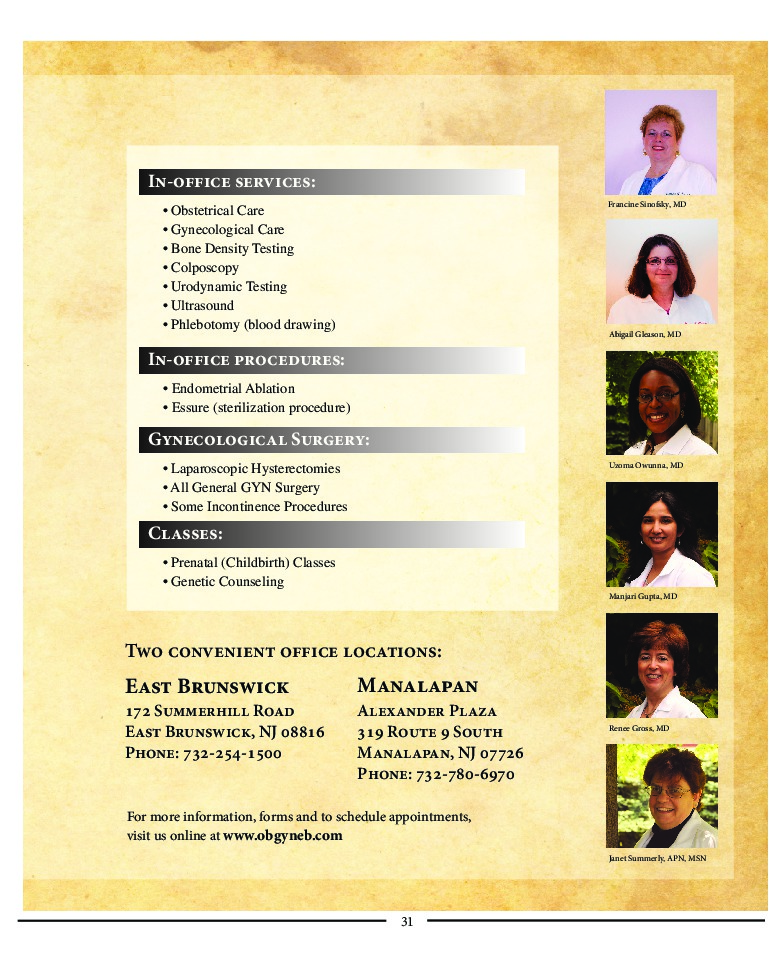 In-office services:
• Obstetrical Care
• Gynecological Care
• Bone Density Testing
• Colposcopy
• Urodynamic Testing
• Ultrasound
• Phlebotomy (blood drawing)
In-office procedures:
• Endometrial Ablation
• Essure (sterilization procedure)
Gynecological Surgery:
• Laparoscopic Hysterectomies
• All General GYN Surgery
• Some Incontinence Procedures
Classes:
• Prenatal (Childbirth) Classes
• Genetic Counseling
Two convenient office locations:
East Brunswick
172 Summerhill Road
East Brunswick, NJ 08816
Phone: 732-254-1500
Manalapan
Alexander Plaza
319 Route 9 South
Manalapan, NJ 07726
Phone: 732-780-6970
For more information, forms and to schedule appointments,
visit us online at www.obgyneb.com
Francine Sinofsky, MD
Abigail Gleason, MD
Uzoma Owunna, MD
Manjari Gupta, MD
Renee Gross, MD
Janet Summerly, APN, MSN
31